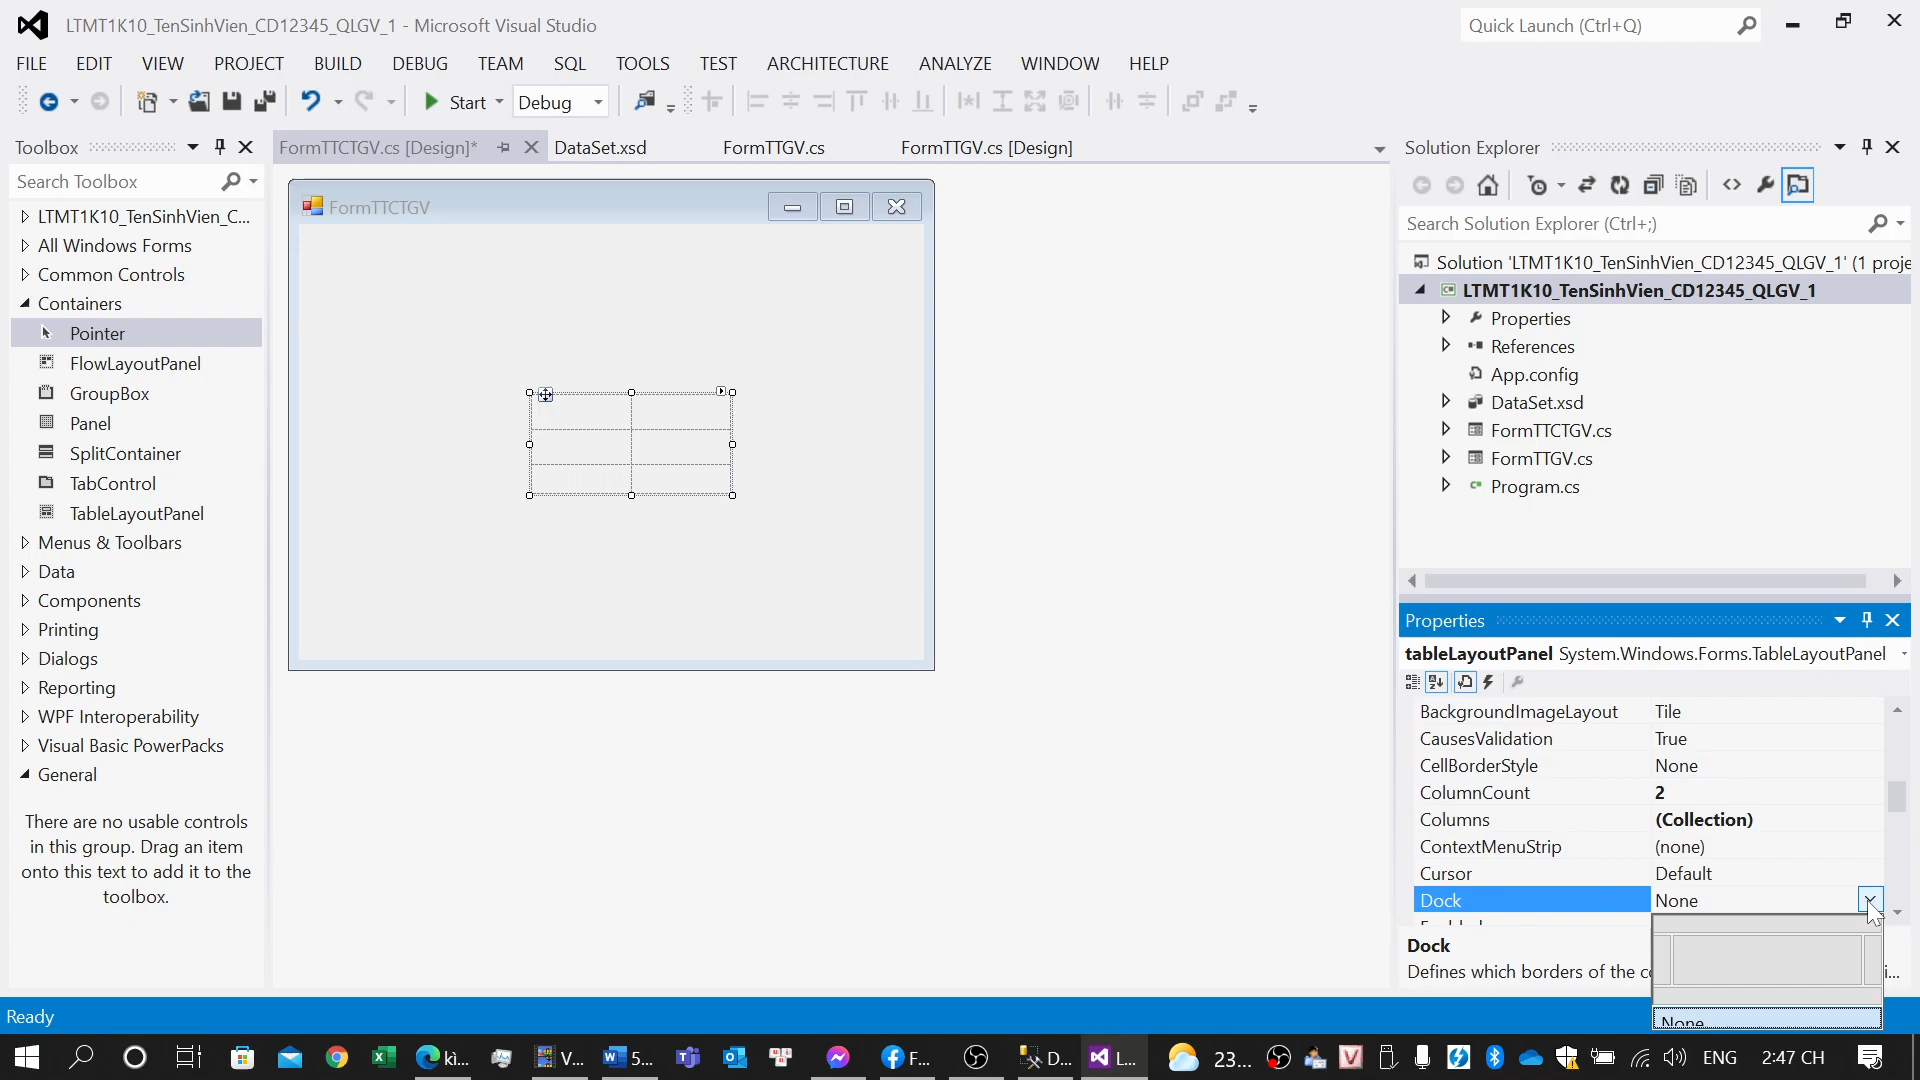 LTMT1K10_TenSinhVien_CD12345_QLGV_1 - Microsoft Visual Studio
Quick Launch (Ctrl+Q)
FILE EDIT VIEW PROJECT BUILD DEBUG TEAM SQL TOOLS TEST ARCHITECTURE ANALYZE WINDOW HELP
Start Debug
Toolbox
Search Toolbox
LTMT1K10_TenSinhVien_C...
All Windows Forms
Common Controls
Containers
Pointer
FlowLayoutPanel
GroupBox
Panel
SplitContainer
TabControl
TableLayoutPanel
Menus & Toolbars
Data
Components
Printing
Dialogs
Reporting
WPF Interoperability
Visual Basic PowerPacks
General
There are no usable controls
in this group. Drag an item
onto this text to add it to the
toolbox.
FormTTCTGV.cs [Design]* DataSet.xsd FormTTGV.cs FormTTGV.cs [Design]
FormTTCTGV
Solution Explorer
Search Solution Explorer (Ctrl+;)
Solution 'LTMT1K10_TenSinhVien_CD12345_QLGV_1' (1 proje
LTMT1K10_TenSinhVien_CD12345_QLGV_1
Properties
References
App.config
DataSet.xsd
FormTTCTGV.cs
FormTTGV.cs
Program.cs
Properties
tableLayoutPanel System.Windows.Forms.TableLayoutPanel
BackgroundImageLayout Tile
CausesValidation True
CellBorderStyle None
ColumnCount 2
Columns (Collection)
ContextMenuStrip (none)
Cursor Default
Dock None
Dock
Defines which borders of the c
i...
None
Ready
kì... V... 5... F... D... L... 23... ENG 2:47 CH